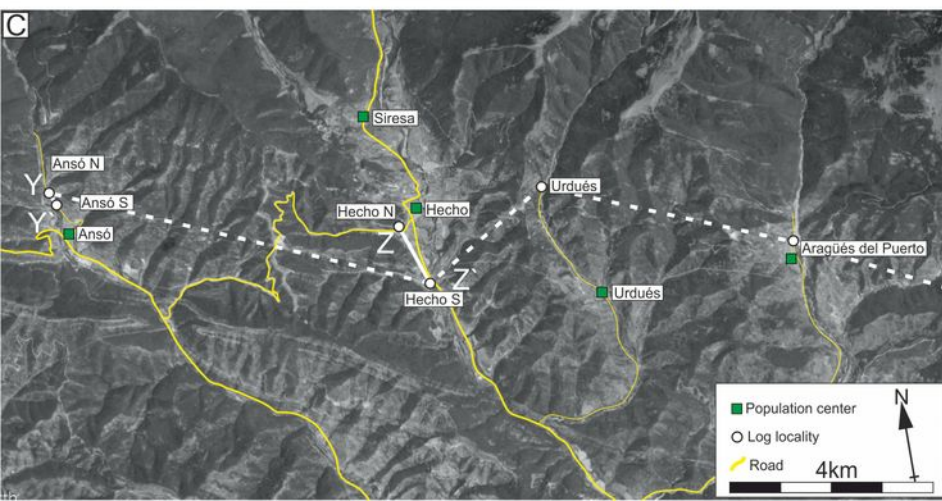 C
Siresa
Ansó N
Y
Ansó S
Y`
Ansó
Hecho N
Hecho
Z
Urdués
Z`
Hecho S
Urdués
Aragüés del Puerto
N
Population center
Log locality
Road
4km